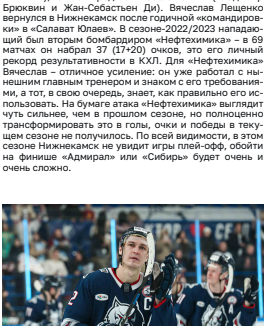 Брюквин и Жан-Себастьен Ди). Вячеслав Лещенко
вернулся в Нижнекамск после годичной «командиров-
ки» в «Салават Юлаев». В сезоне-2022/2023 нападаю-
щий был вторым бомбардиром «Нефтехимика» – в 69
матчах он набрал 37 (17+20) очков, это его личный
рекорд результативности в КХЛ. Для «Нефтехимика»
Вячеслав – отличное усиление: он уже работал с ны-
нешним главным тренером и знаком с его требования-
ми, а тот, в свою очередь, знает, как правильно его ис-
пользовать. На бумаге атака «Нефтехимика» выглядит
чуть сильнее, чем в прошлом сезоне, но полноценно
трансформировать это в голы, очки и победы в теку-
щем сезоне не получилось. По всей видимости, в этом
сезоне Нижнекамск не увидит игры плей-офф, обойти
на финише «Адмирал» или «Сибирь» будет очень и
очень сложно.
2
C